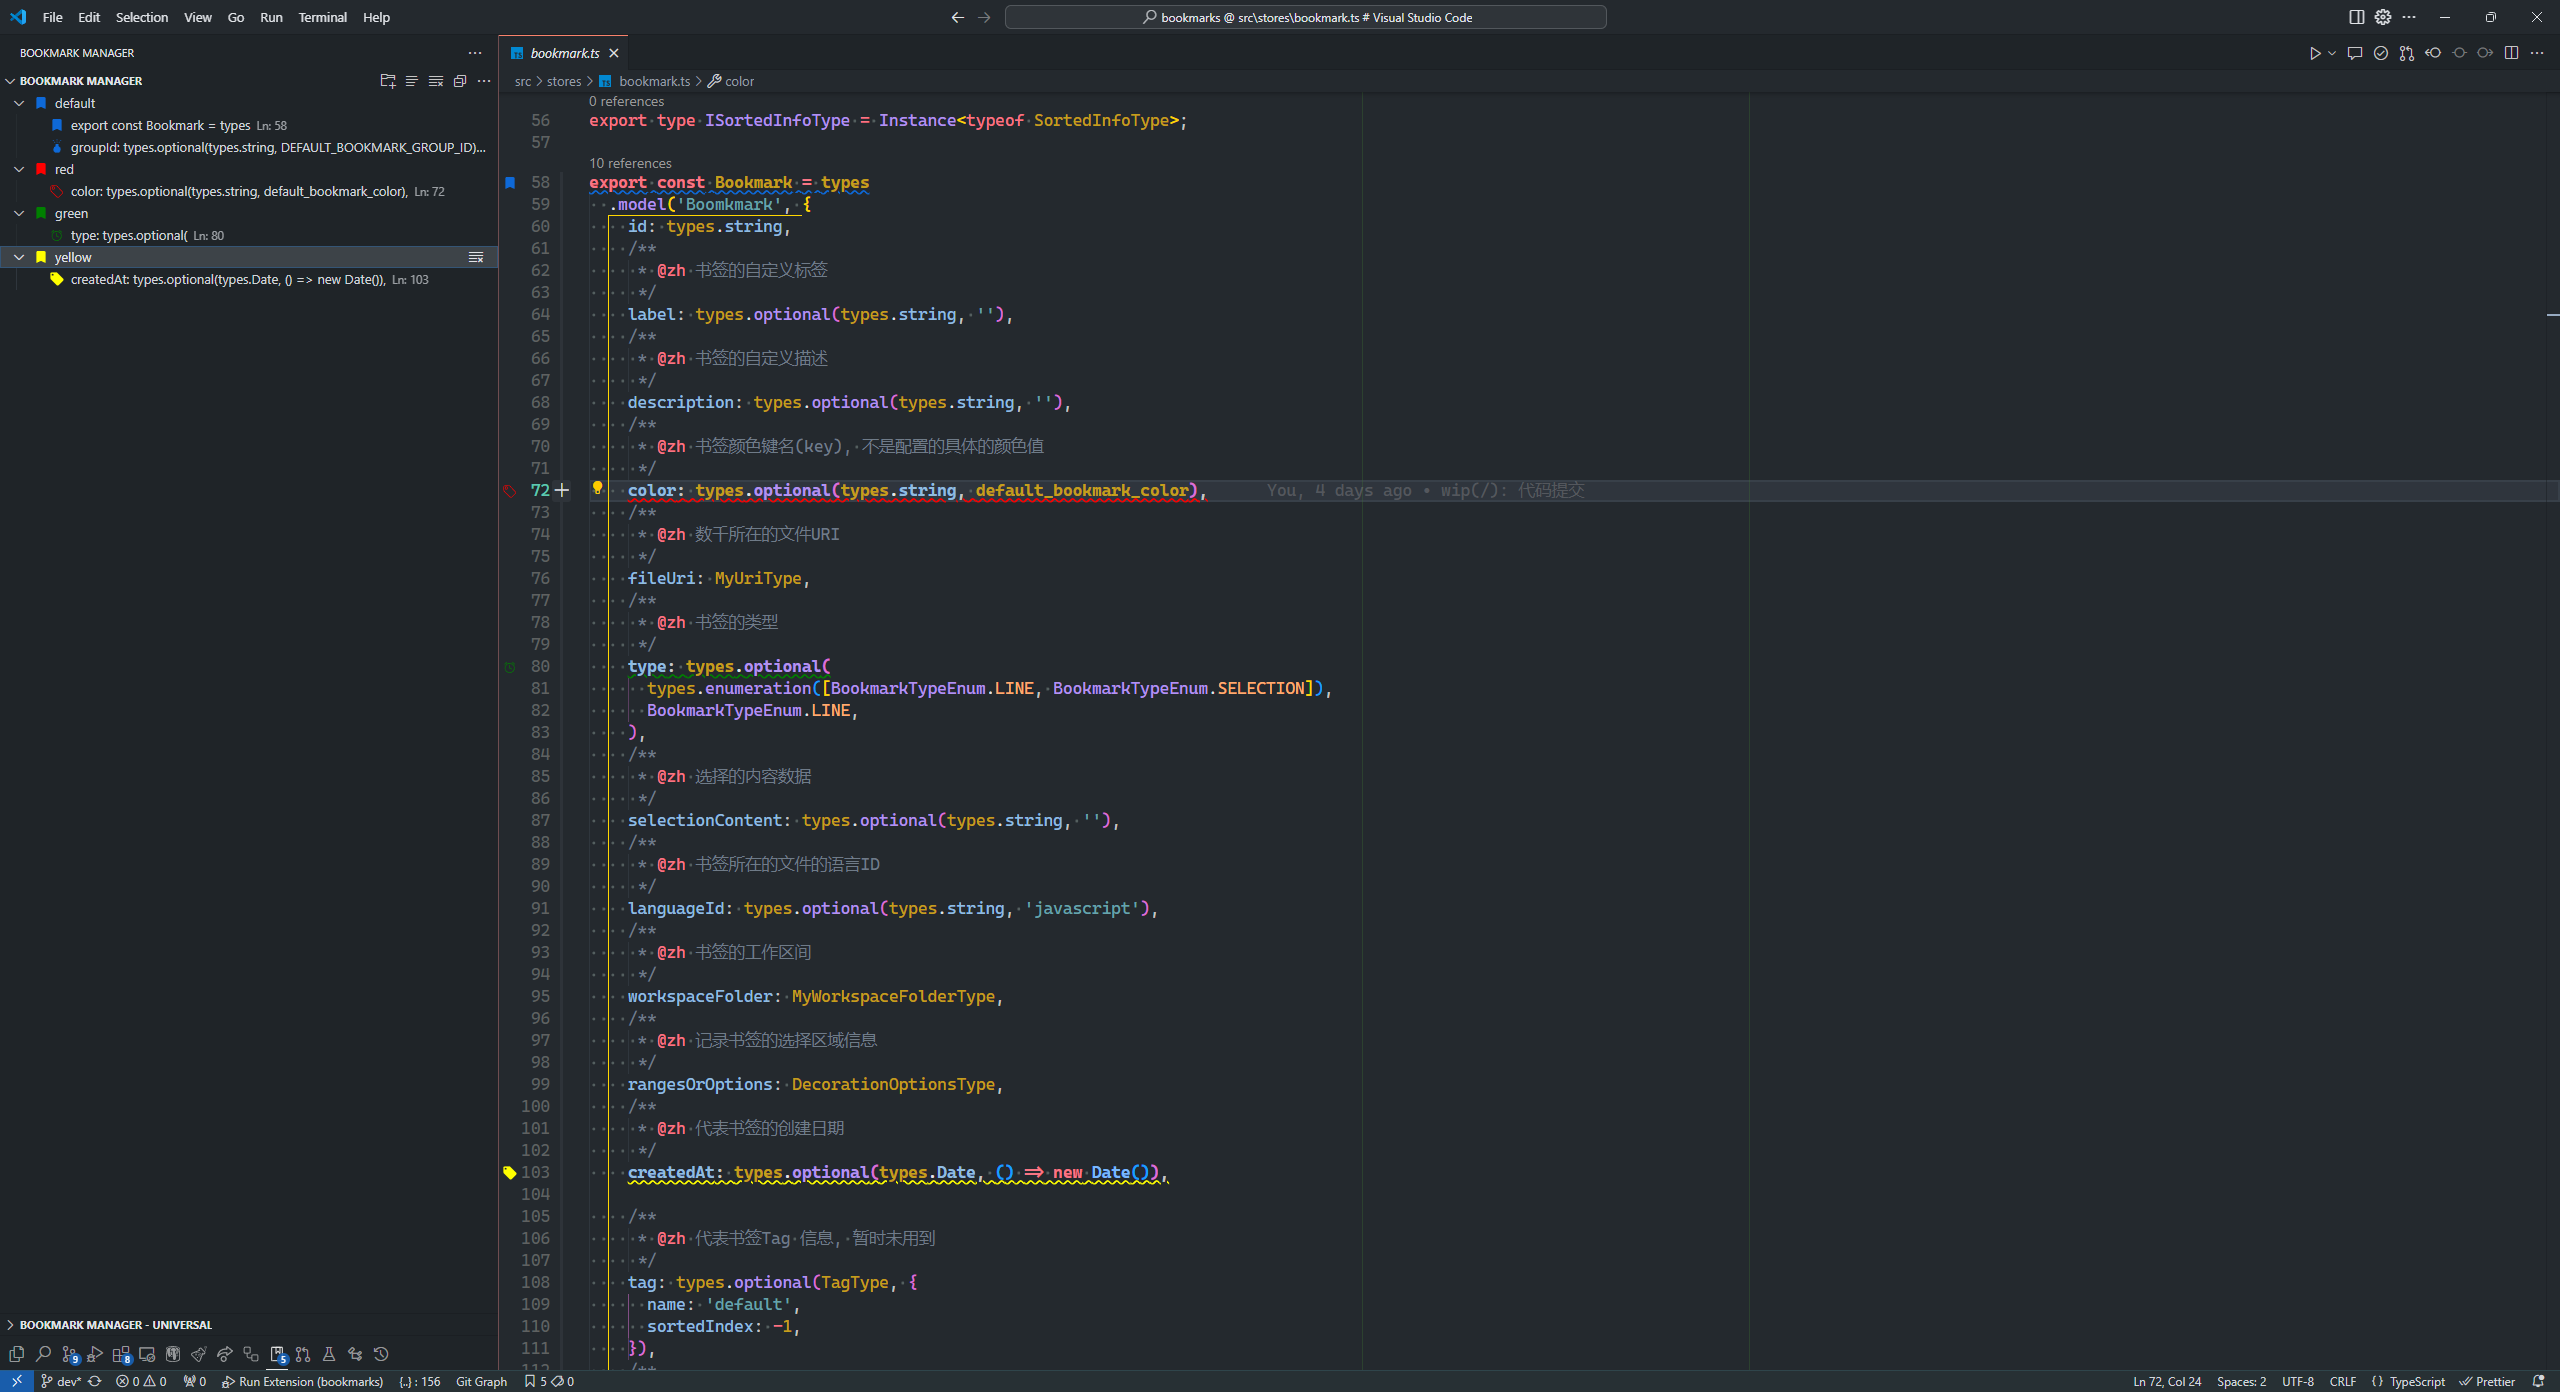 File Edit Selection View Go Run Terminal Help
bookmarks @ src\stores\bookmark.ts # Visual Studio Code
BOOKMARK MANAGER
BOOKMARK MANAGER
default
export const Bookmark = types Ln: 58
groupId: types.optional(types.string, DEFAULT_BOOKMARK_GROUP_ID)...
red
color: types.optional(types.string, default_bookmark_color), Ln: 72
green
type: types.optional( Ln: 80
yellow
createdAt: types.optional(types.Date, () => new Date()), Ln: 103
BOOKMARK MANAGER - UNIVERSAL
bookmark.ts
src > stores > bookmark.ts > color
0 references
56 export type ISortedInfoType = Instance<typeof SortedInfoType>;
57
10 references
58 export const Bookmark = types
59 .model('Boomkmark', {
60 id: types.string,
61 /**
62 * @zh 书签的自定义标签
63 */
64 label: types.optional(types.string, ''),
65 /**
66 * @zh 书签的自定义描述
67 */
68 description: types.optional(types.string, ''),
69 /**
70 * @zh 书签颜色键名(key), 不是配置的具体的颜色值
71 */
72 color: types.optional(types.string, default_bookmark_color), You, 4 days ago • wip(/): 代码提交
73 /**
74 * @zh 数千所在的文件URI
75 */
76 fileUri: MyUriType,
77 /**
78 * @zh 书签的类型
79 */
80 type: types.optional(
81 types.enumeration([BookmarkTypeEnum.LINE, BookmarkTypeEnum.SELECTION]),
82 BookmarkTypeEnum.LINE,
83 ),
84 /**
85 * @zh 选择的内容数据
86 */
87 selectionContent: types.optional(types.string, ''),
88 /**
89 * @zh 书签所在的文件的语言ID
90 */
91 languageId: types.optional(types.string, 'javascript'),
92 /**
93 * @zh 书签的工作区间
94 */
95 workspaceFolder: MyWorkspaceFolderType,
96 /**
97 * @zh 记录书签的选择区域信息
98 */
99 rangesOrOptions: DecorationOptionsType,
100 /**
101 * @zh 代表书签的创建日期
102 */
103 createdAt: types.optional(types.Date, () => new Date()),
104
105 /**
106 * @zh 代表书签Tag 信息, 暂时未用到
107 */
108 tag: types.optional(TagType, {
109 name: 'default',
110 sortedIndex: -1,
111 }),
112 /**
9 8 5
dev* 0 0 0 Run Extension (bookmarks) {..} : 156 Git Graph 5 0
Ln 72, Col 24 Spaces: 2 UTF-8 CRLF { } TypeScript Prettier